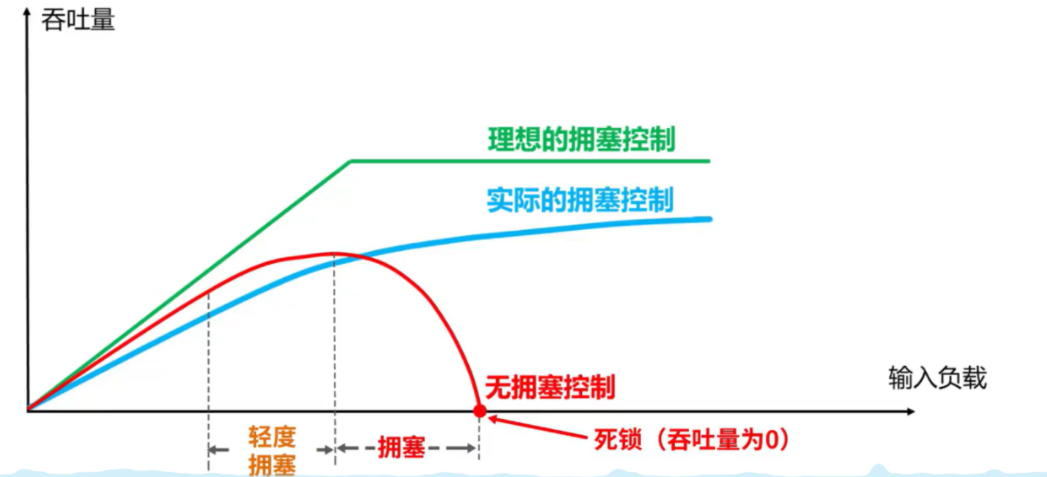 吞吐量
理想的拥塞控制
实际的拥塞控制
输入负载
无拥塞控制
轻度
拥塞
拥塞
死锁（吞吐量为0）